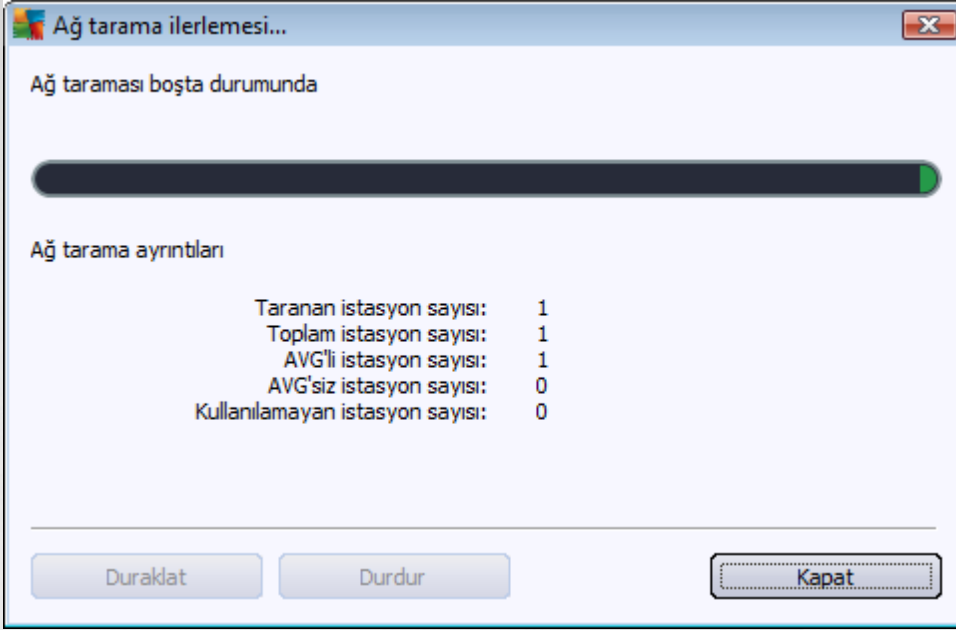 Ağ tarama ilerlemesi...
Ağ taraması boşta durumunda
Ağ tarama ayrıntıları
Taranan istasyon sayısı: 1
Toplam istasyon sayısı: 1
AVG'li istasyon sayısı: 1
AVG'siz istasyon sayısı: 0
Kullanılamayan istasyon sayısı: 0
Duraklat Durdur Kapat